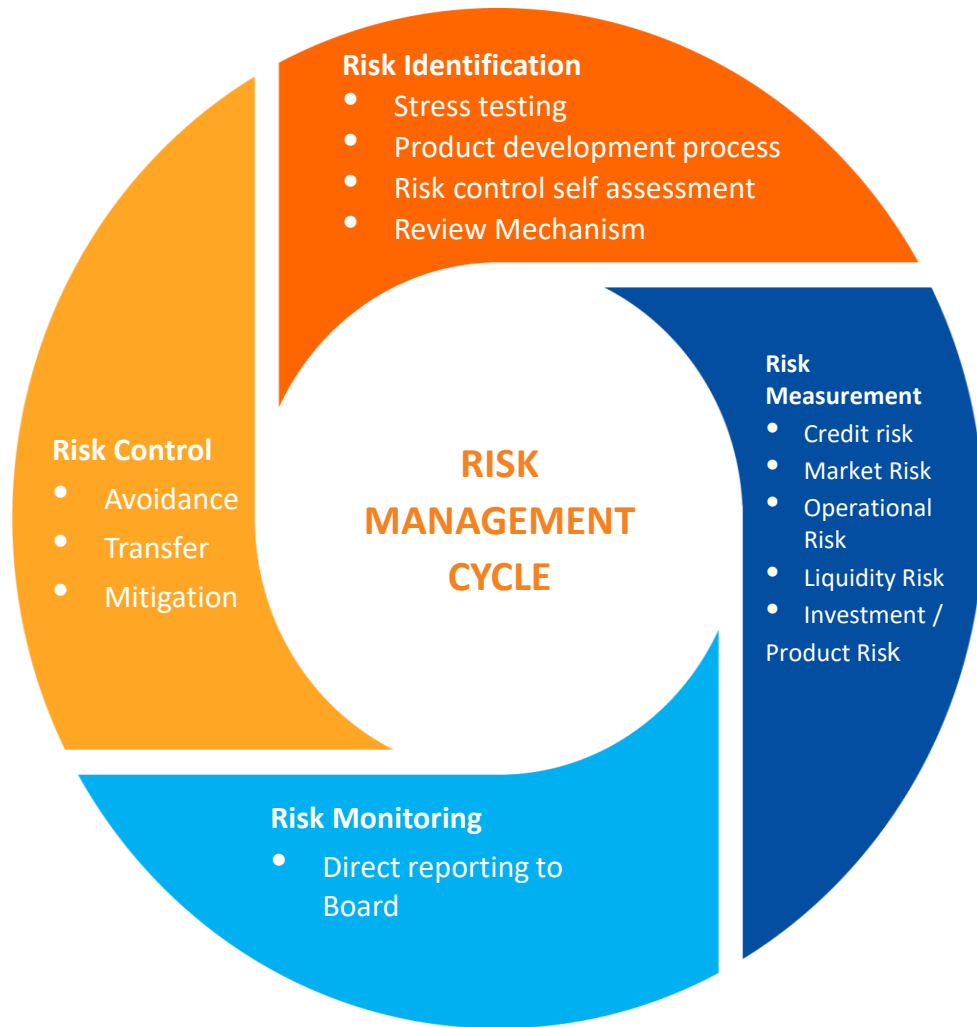 Risk Identification
• Stress testing
• Product development process
• Risk control self assessment
• Review Mechanism
Risk
Measurement
• Credit risk
• Market Risk
• Operational
Risk
• Liquidity Risk
• Investment /
Product Risk
Risk Monitoring
• Direct reporting to
Board
Risk Control
• Avoidance
• Transfer
• Mitigation
RISK
MANAGEMENT
CYCLE